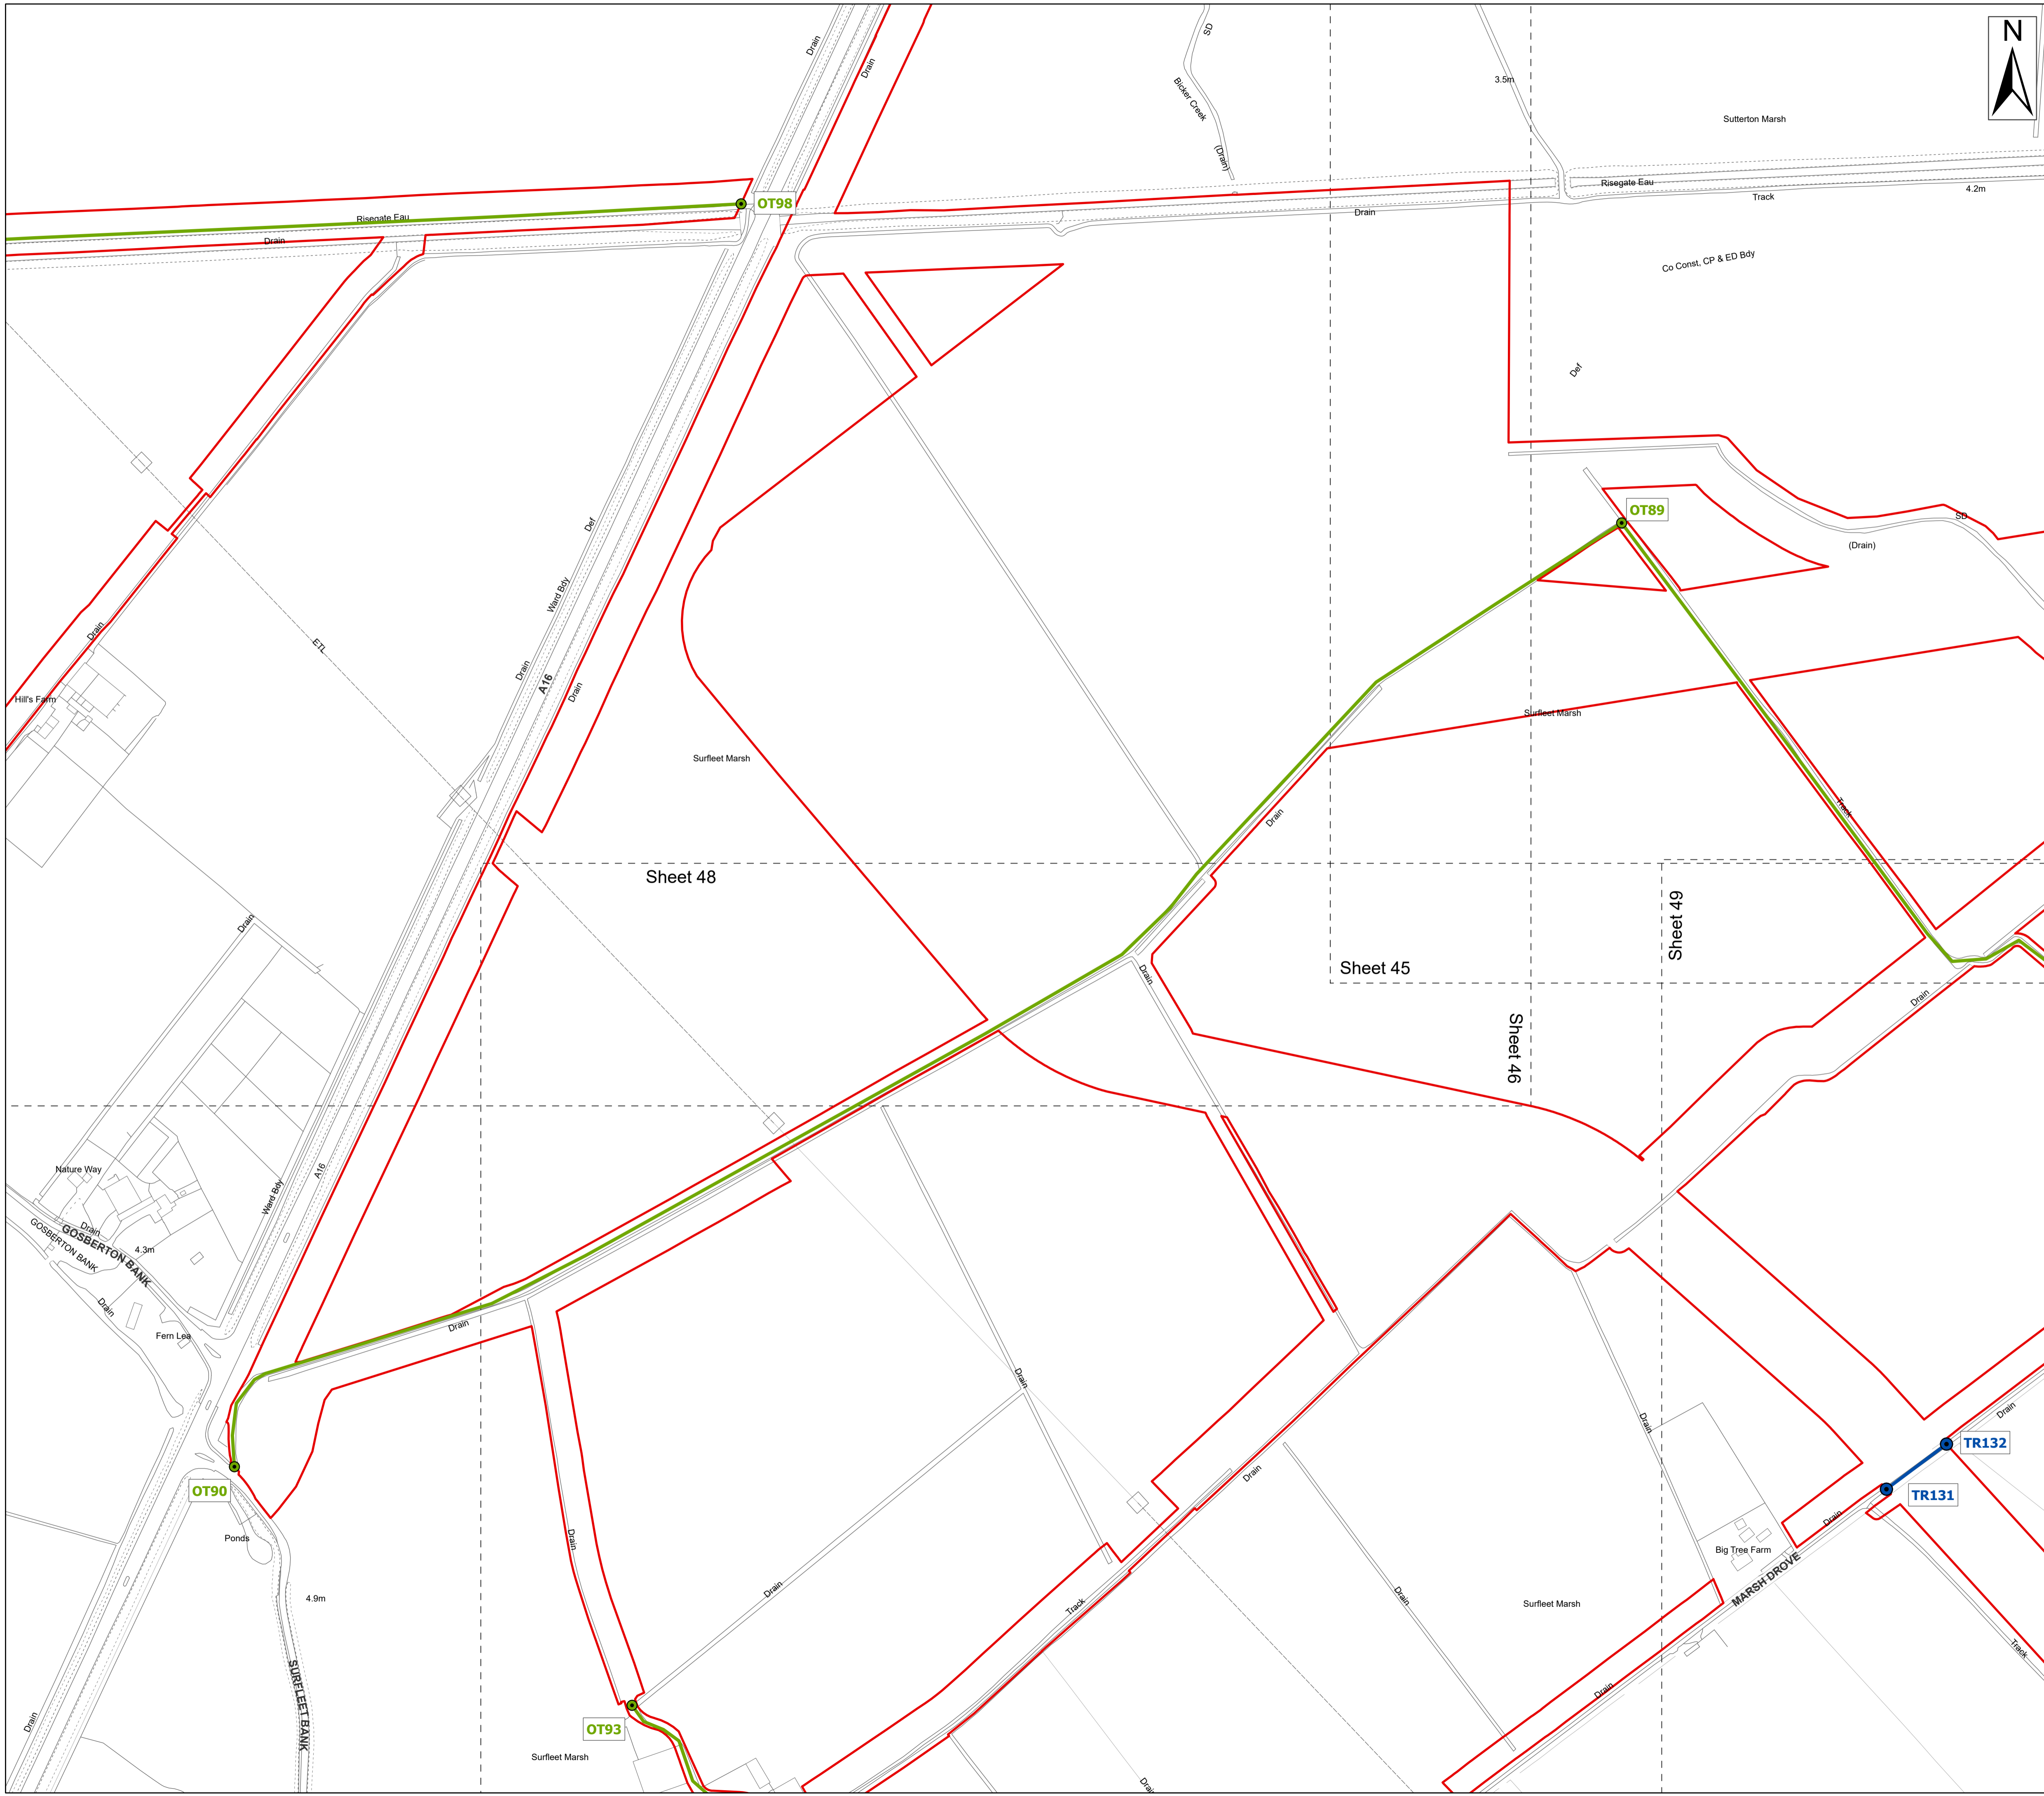 N
Drain
Drain
SD
Bicker Creek
(Drain)
3.5m
Sutterton Marsh
Risegate Eau
Track
4.2m
OT98
Risegate Eau
Drain
Drain
Co Const, CP & ED Bdy
Def
OT89
SD
(Drain)
Def
Ward Bdy
Drain
ETL
Drain
A16
Drain
Hill's Farm
Surfleet Marsh
Surfleet Marsh
Drain
Track
Sheet 48
Sheet 49
Sheet 45
Sheet 46
Drain
Drain
Drain
Nature Way
A16
Ward Bdy
Drain
GOSBERTON BANK
GOSBERTON BANK
4.3m
Drain
Fern Lea
Drain
Drain
Drain
Drain
TR132
TR131
OT90
Drain
Drain
Ponds
Drain
Big Tree Farm
MARSH DROVE
4.9m
Drain
Track
Drain
Surfleet Marsh
Track
SURFLEET BANK
Drain
Drain
OT93
Surfleet Marsh
Drain